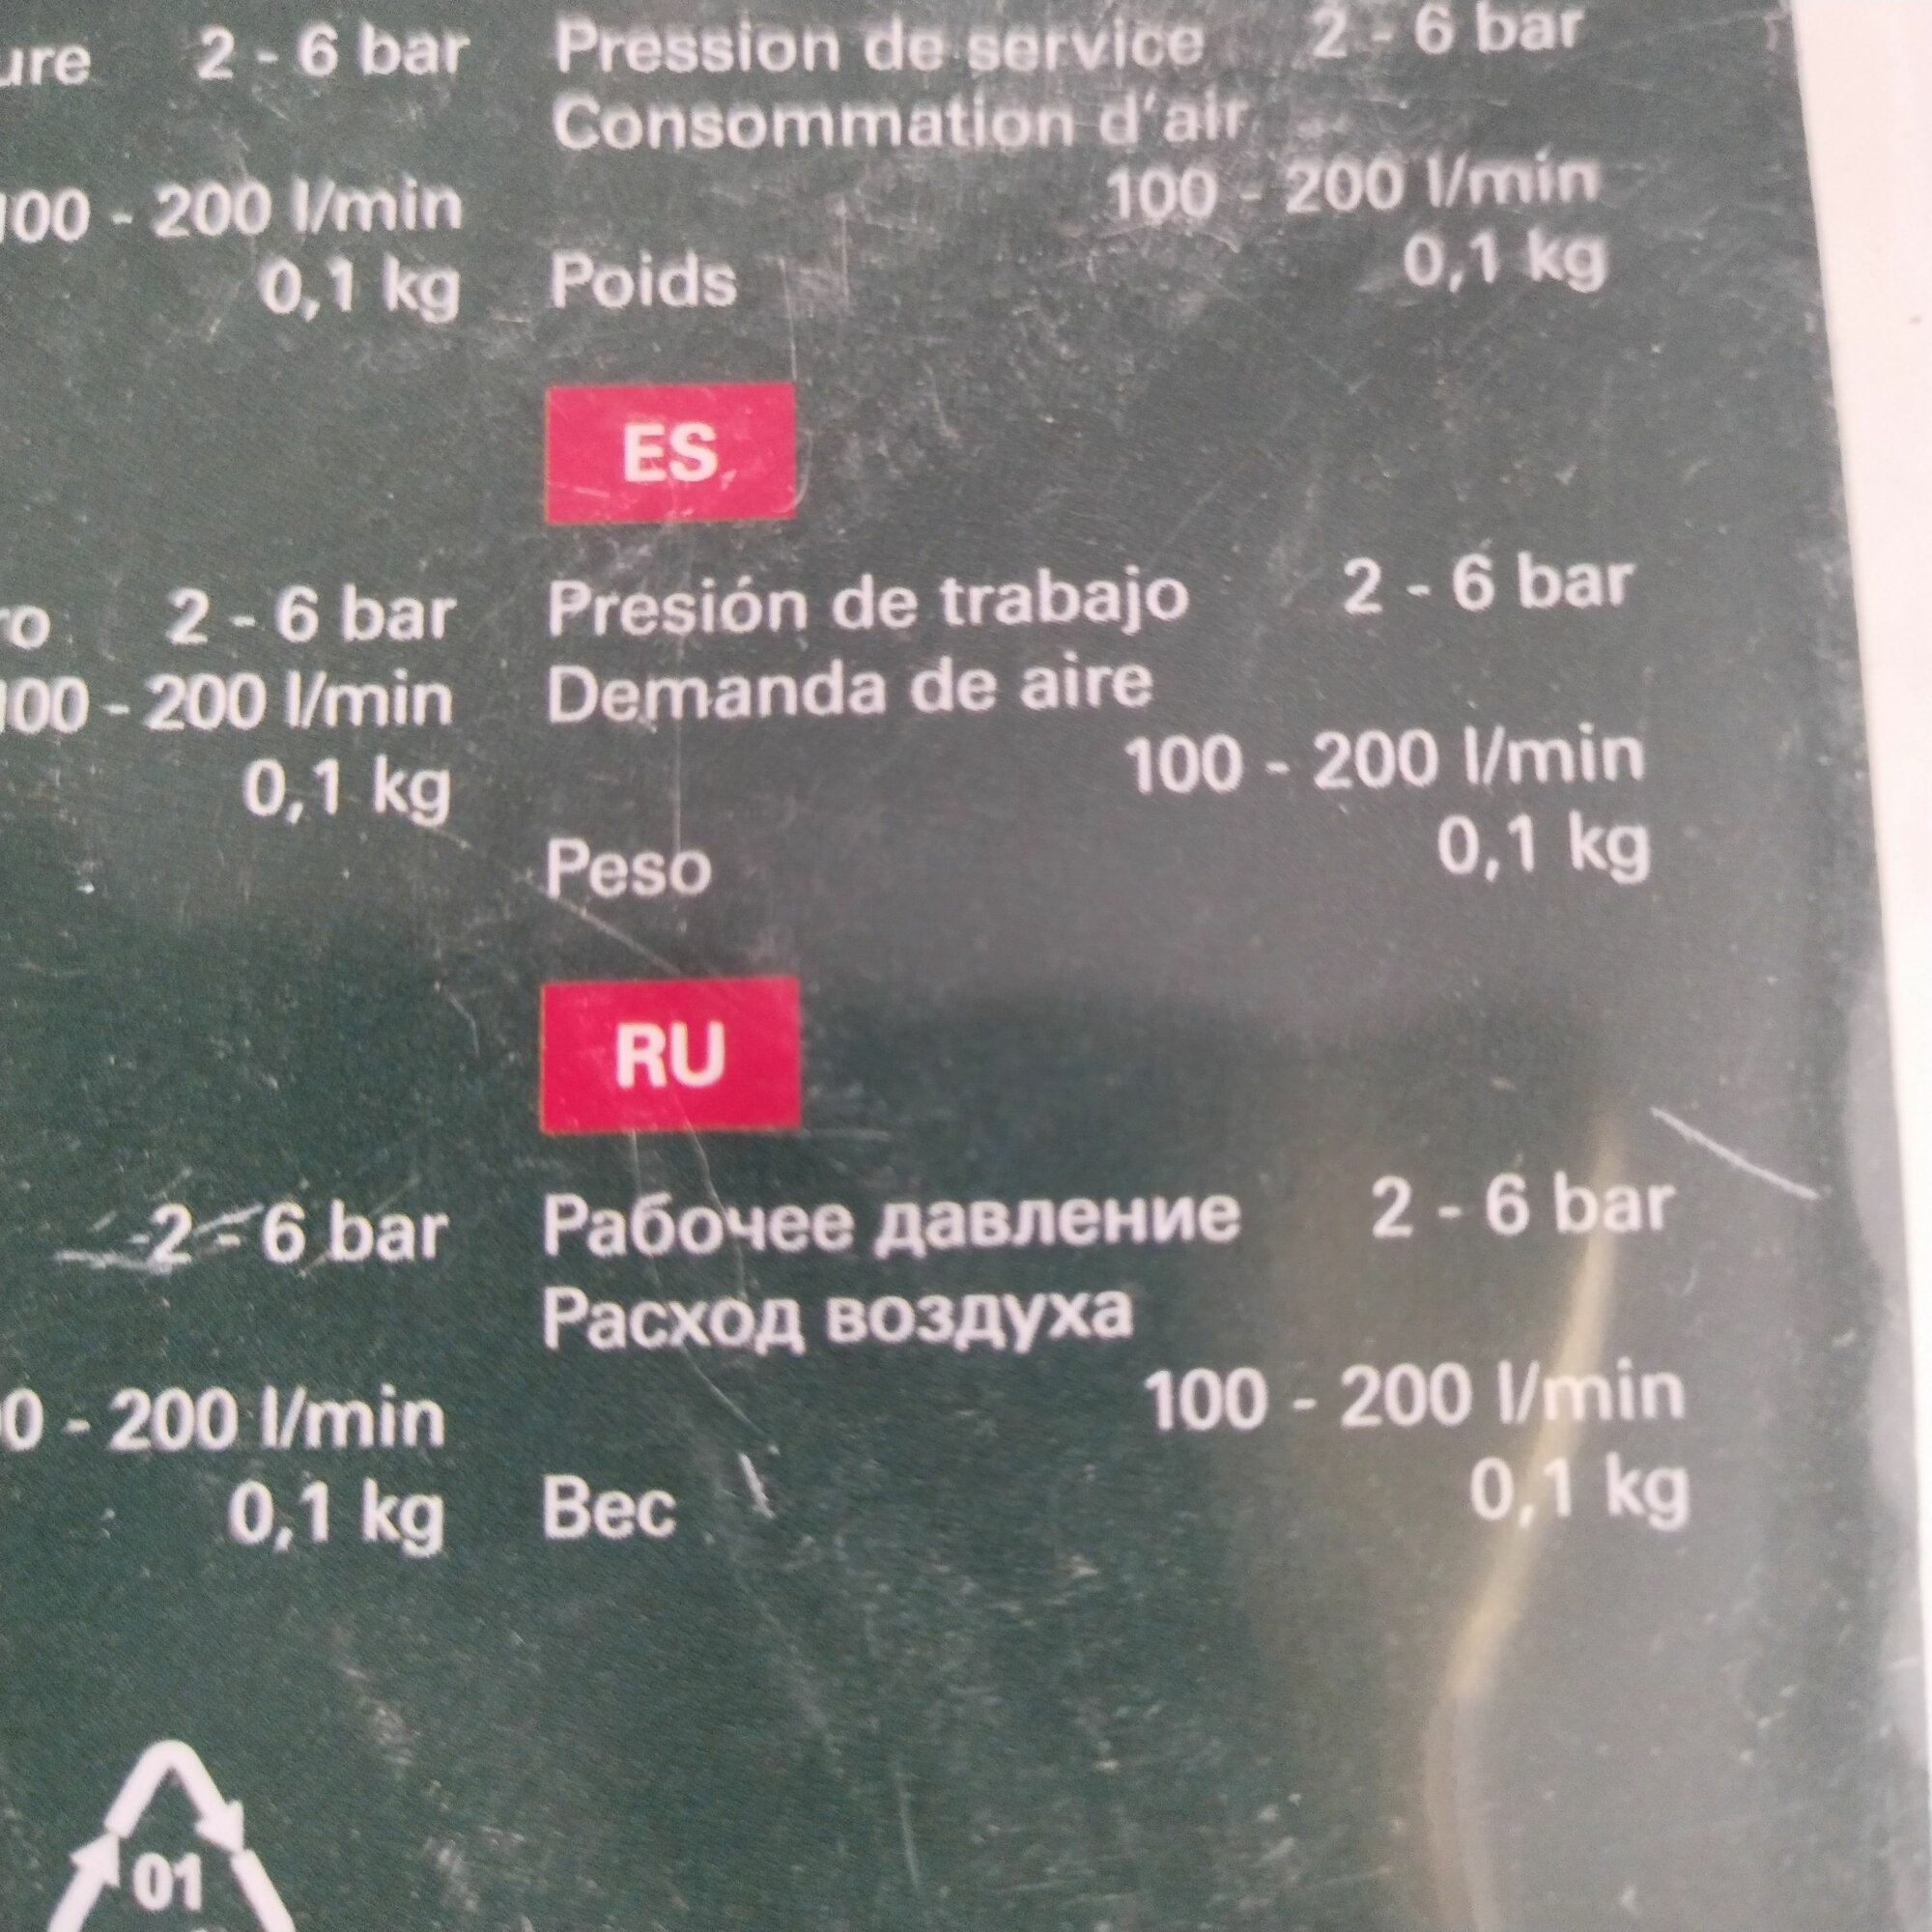 2 - 6 bar
100 - 200 l/min
0,1 kg
2 - 6 bar
100 - 200 l/min
0,1 kg
2 - 6 bar
0 - 200 l/min
0,1 kg
01
Pression de service 2 - 6 bar
Consommation d'air
100 - 200 l/min
Poids 0,1 kg
ES
Presión de trabajo 2 - 6 bar
Demanda de aire
100 - 200 l/min
Peso 0,1 kg
RU
Рабочее давление 2 - 6 bar
Расход воздуха
100 - 200 l/min
Вес 0,1 kg